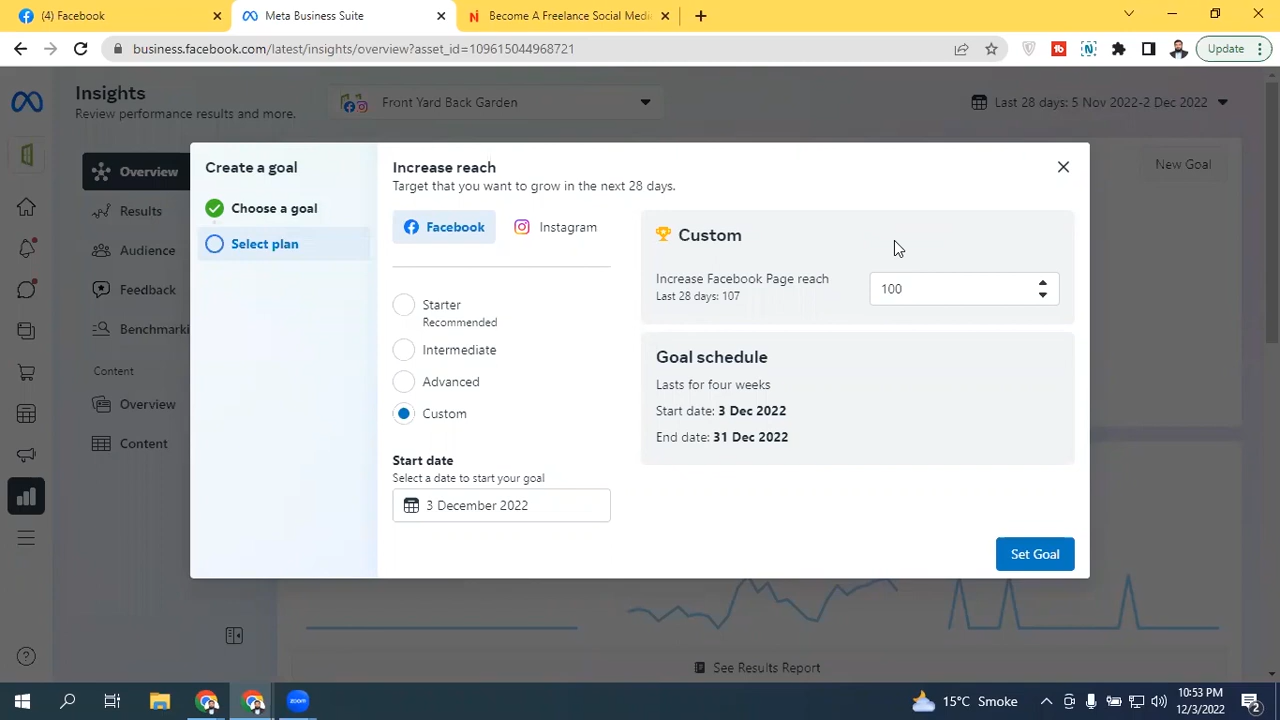 (4) Facebook
Meta Business Suite
Become A Freelance Social Medi
business.facebook.com/latest/insights/overview?asset_id=109615044968721
Update
Insights
Review performance results and more.
Front Yard Back Garden
Last 28 days: 5 Nov 2022-2 Dec 2022
Overview
Results
Audience
Feedback
Benchmarki
Content
Overview
Content
New Goal
Create a goal
Choose a goal
Select plan
Increase reach
Target that you want to grow in the next 28 days.
Facebook
Instagram
Starter
Recommended
Intermediate
Advanced
Custom
Start date
Select a date to start your goal
3 December 2022
Custom
Increase Facebook Page reach
Last 28 days: 107
100
Goal schedule
Lasts for four weeks
Start date: 3 Dec 2022
End date: 31 Dec 2022
Set Goal
See Results Report
zoom
15°C Smoke
10:53 PM
12/3/2022
2